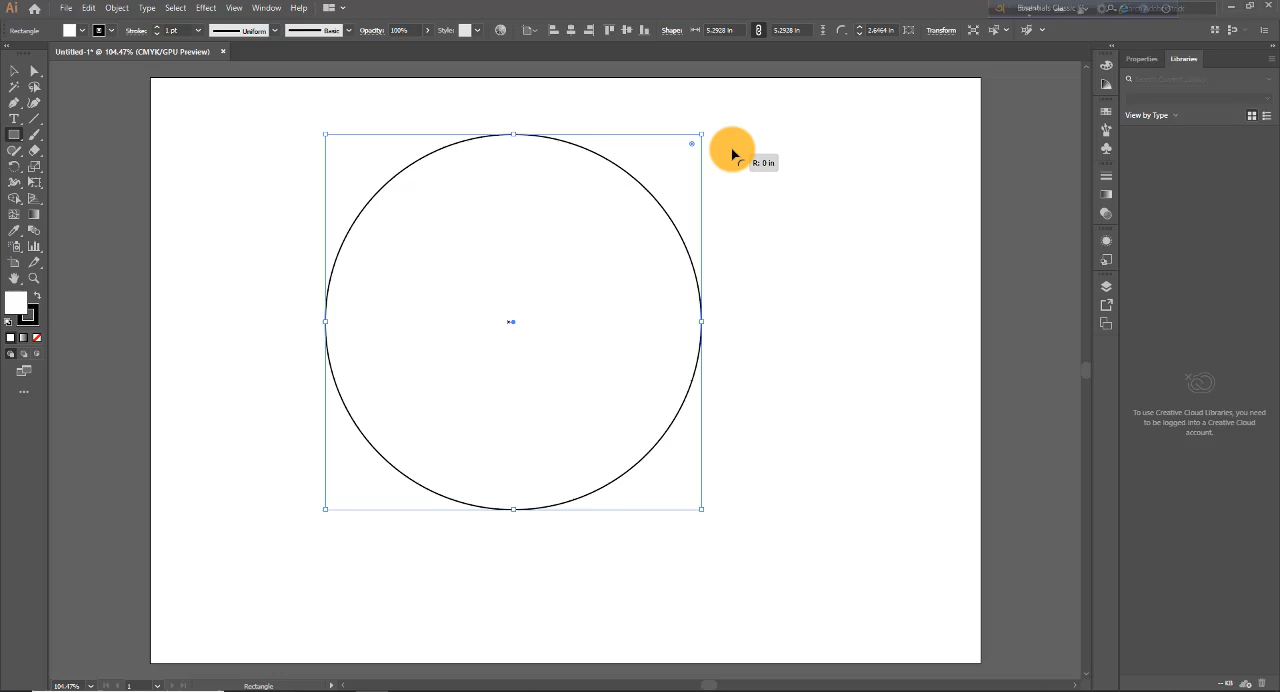 Ai File Edit Object Type Select Effect View Window Help Essentials Classic
Rectangle Stroke: 1 pt Uniform Basic Opacity: 100% Style: Shape: 5.2928 in 5.2928 in 2.6464 in Transform
Untitled-1* @ 104.47% (CMYK/GPU Preview) ×
Properties Libraries
View by Type
R: 0 in
To use Creative Cloud Libraries, you need
to be logged into a Creative Cloud
account.
104.47% 1 Rectangle -- KB